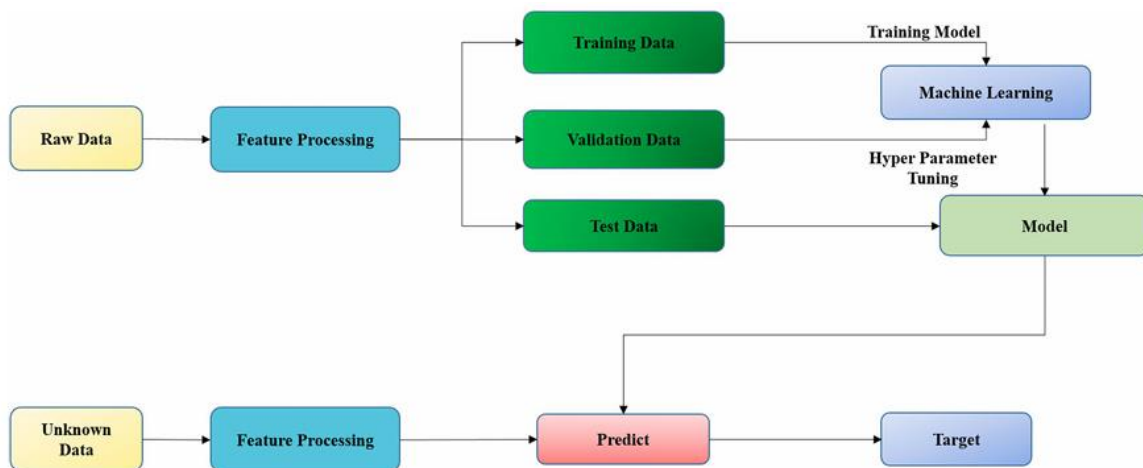 Training Data
Training Model
Machine Learning
Raw Data
Feature Processing
Validation Data
Hyper Parameter
Tuning
Test Data
Model
Unknown
Data
Feature Processing
Predict
Target